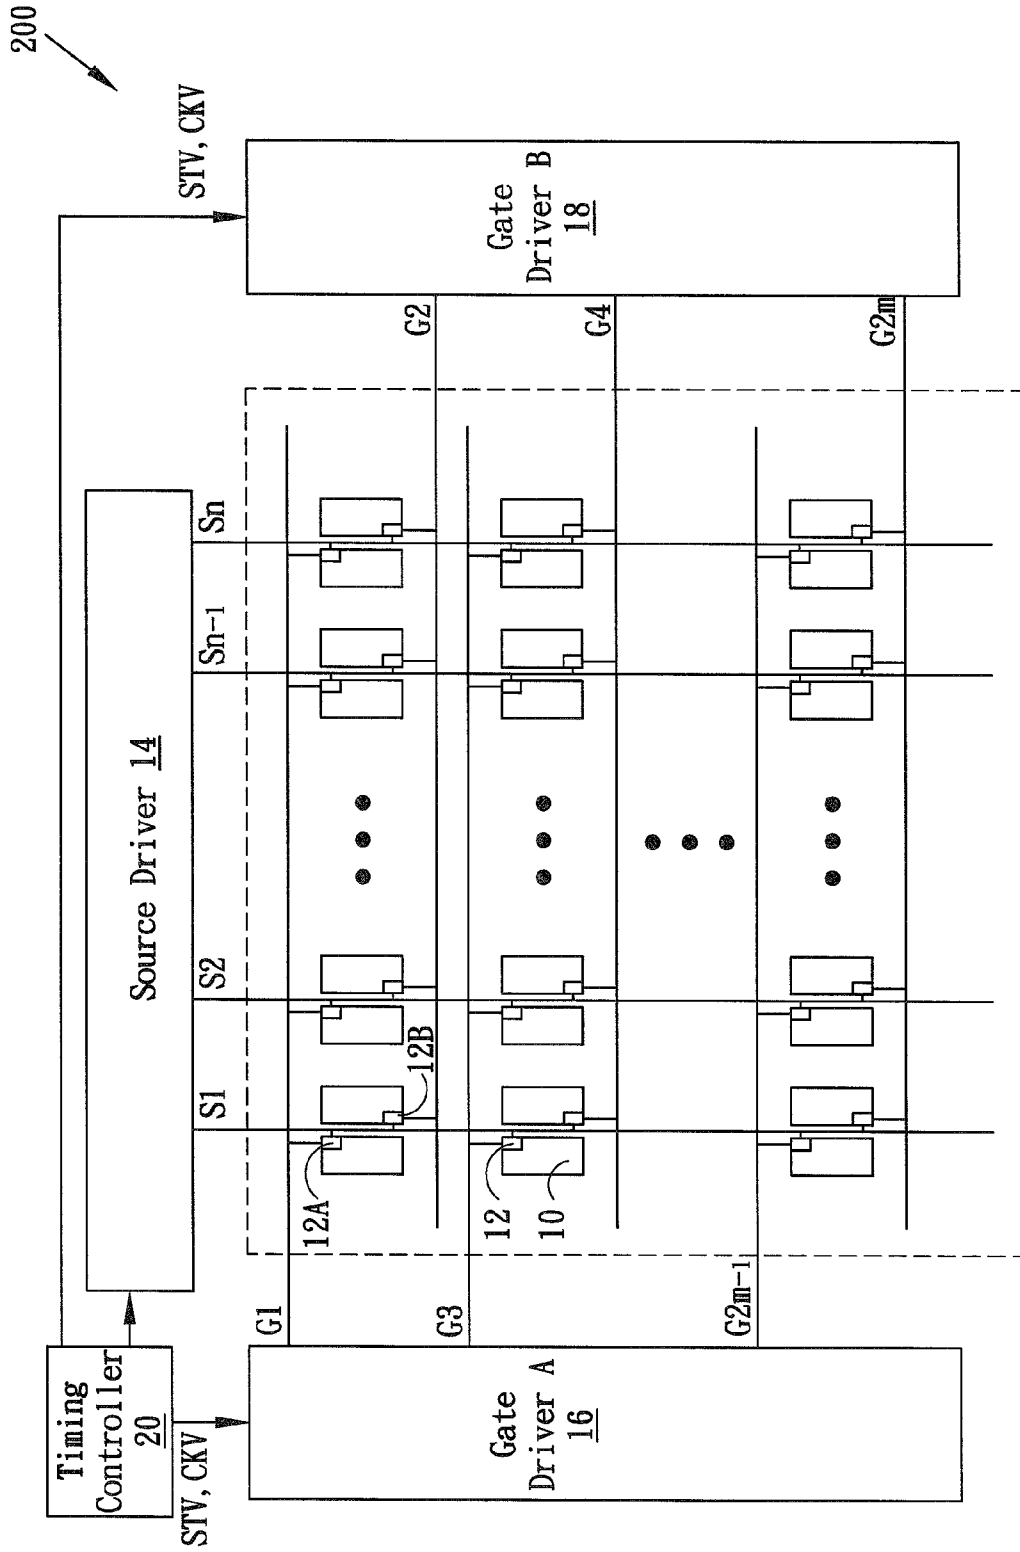 200
Timing
Controller
20
Source Driver 14
STV, CKV
STV, CKV
S1
S2
Sn-1
Sn
Gate
Driver A
16
Gate
Driver B
18
G1
G3
G2m-1
G2
G4
G2m
12A
12B
12
10